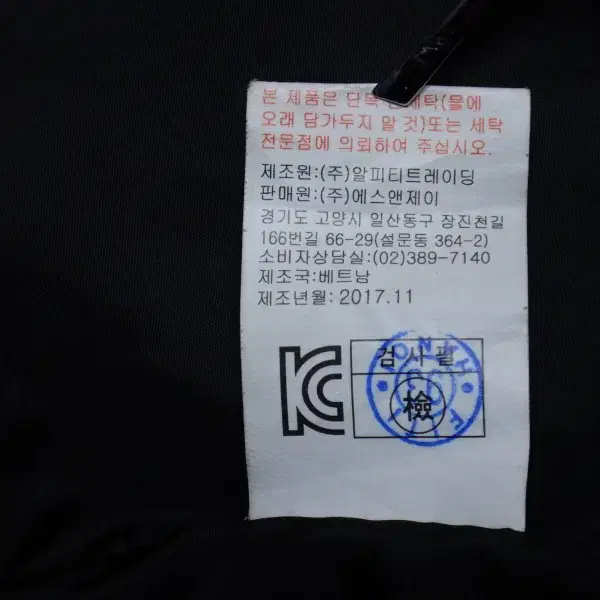 본 제품은 단독 손세탁(물에
오래 담가두지 말 것)또는 세탁
전문점에 의뢰하여 주십시오.
제조원:(주)알피티트레이딩
판매원:(주)에스앤제이
경기도 고양시 일산동구 장진천길
166번길 66-29(설문동 364-2)
소비자상담실:(02)389-7140
제조국:베트남
제조년월: 2017.11
검사필
檢